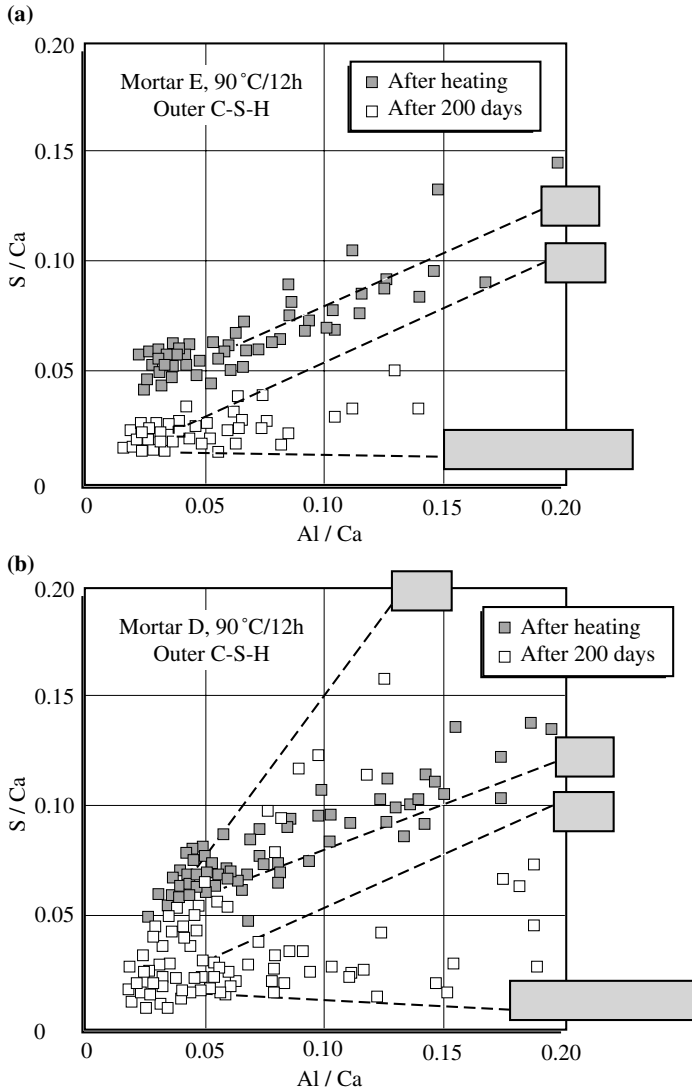 (a)
0.20
Mortar E, 90˚C/12h
Outer C-S-H
After heating
After 200 days
0.15
S / Ca
0.10
0.05
0
0 0.05 0.10 0.15 0.20
Al / Ca
(b)
0.20
Mortar D, 90˚C/12h
Outer C-S-H
After heating
After 200 days
0.15
S / Ca
0.10
0.05
0
0 0.05 0.10 0.15 0.20
Al / Ca